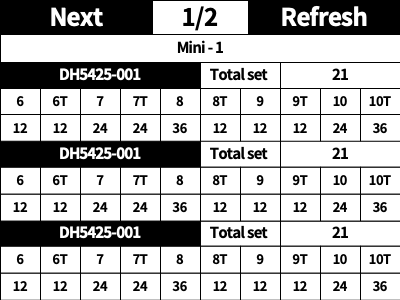 Next 1/2 Refresh
Mini - 1
DH5425-001 Total set 21
6 6T 7 7T 8 8T 9 9T 10 10T
12 12 24 24 36 12 12 12 24 36
DH5425-001 Total set 21
6 6T 7 7T 8 8T 9 9T 10 10T
12 12 24 24 36 12 12 12 24 36
DH5425-001 Total set 21
6 6T 7 7T 8 8T 9 9T 10 10T
12 12 24 24 36 12 12 12 24 36